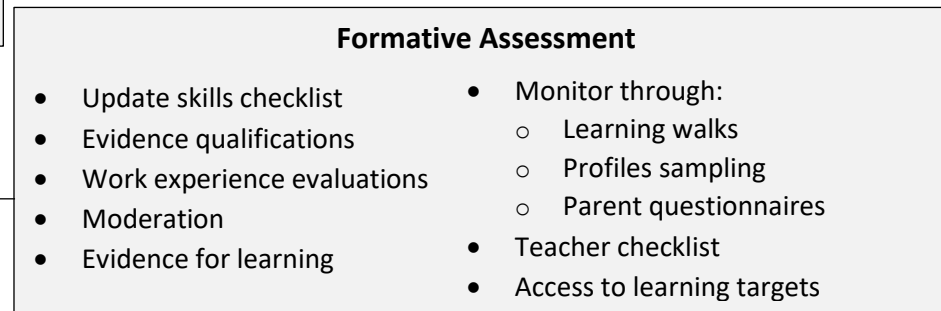 Formative Assessment
• Update skills checklist
• Evidence qualifications
• Work experience evaluations
• Moderation
• Evidence for learning
• Monitor through:
o Learning walks
o Profiles sampling
o Parent questionnaires
• Teacher checklist
• Access to learning targets